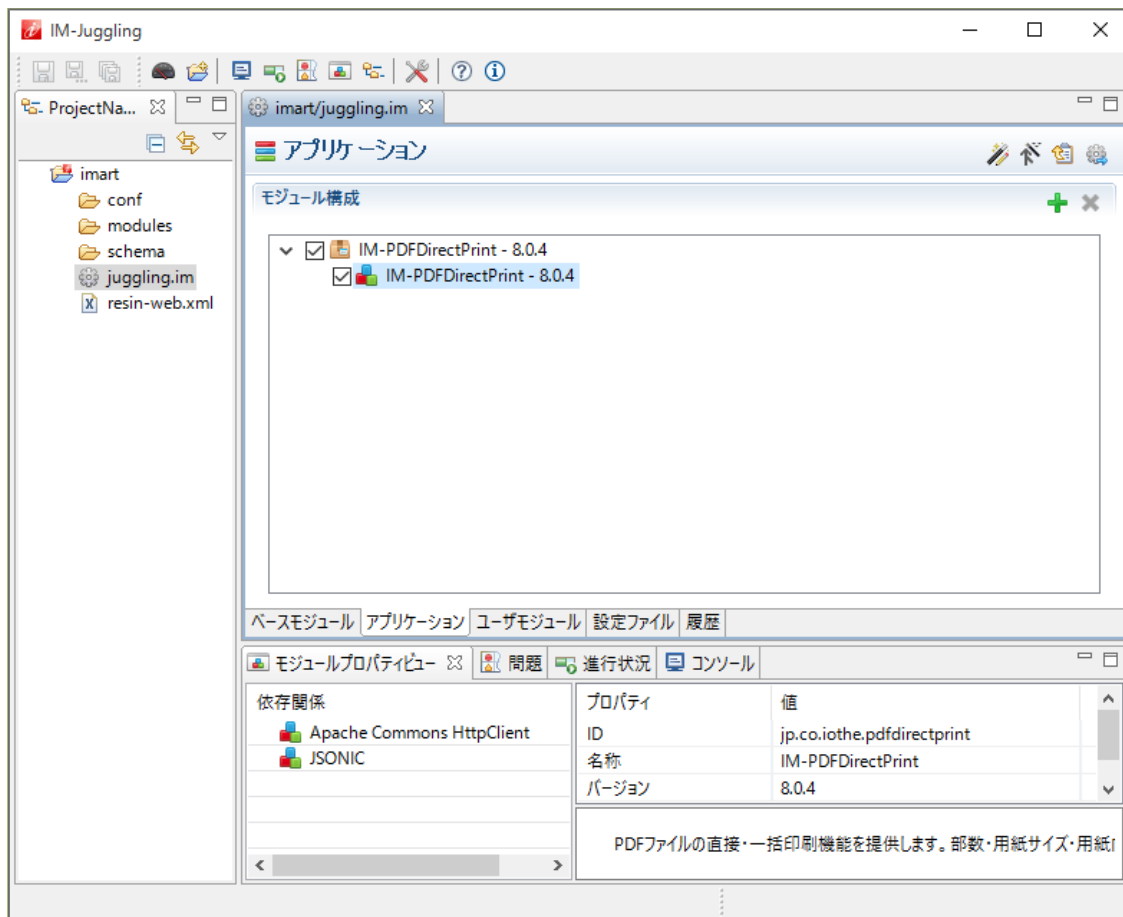 IM-Juggling
ProjectNa...
imart/juggling.im
imart
conf
modules
schema
juggling.im
resin-web.xml
アプリケーション
モジュール構成
IM-PDFDirectPrint - 8.0.4
IM-PDFDirectPrint - 8.0.4
ベースモジュール アプリケーション ユーザモジュール 設定ファイル 履歴
モジュールプロパティビュー 問題 進行状況 コンソール
依存関係
Apache Commons HttpClient
JSONIC
プロパティ 値
ID jp.co.iothe.pdfdirectprint
名称 IM-PDFDirectPrint
バージョン 8.0.4
PDFファイルの直接・一括印刷機能を提供します。部数・用紙サイズ・用紙